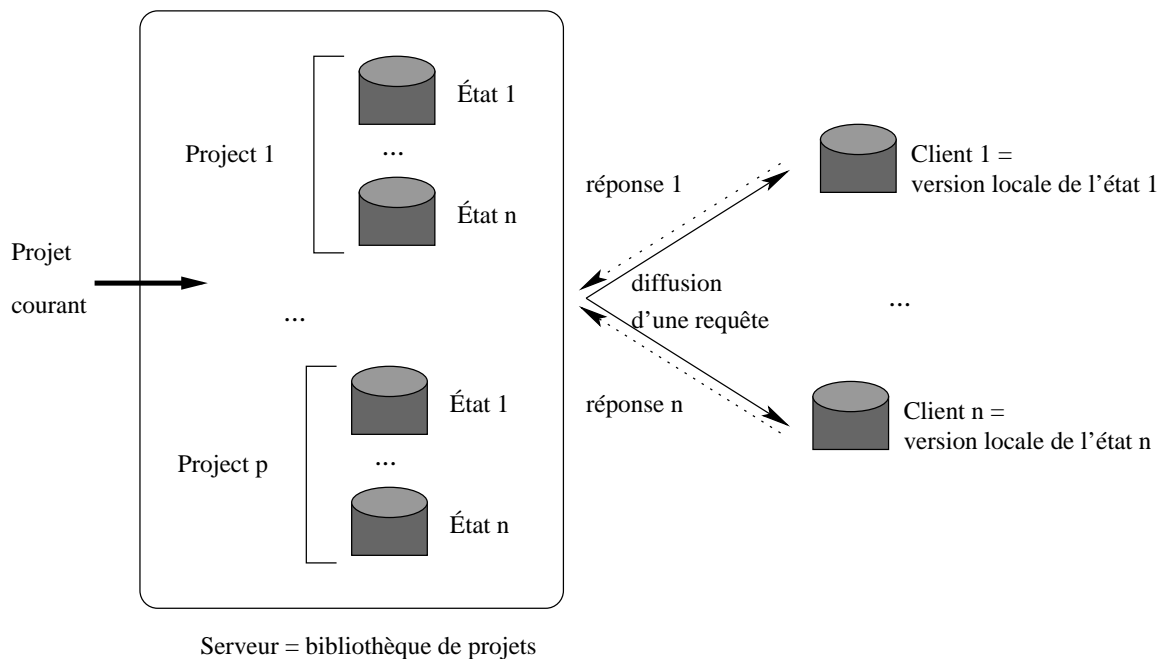 État 1
Project 1
...
État n
Projet
courant
...
État 1
Project p
...
État n
Serveur = bibliothèque de projets
réponse 1
diffusion
d’une requête
réponse n
Client 1 =
version locale de l’état 1
...
Client n =
version locale de l’état n